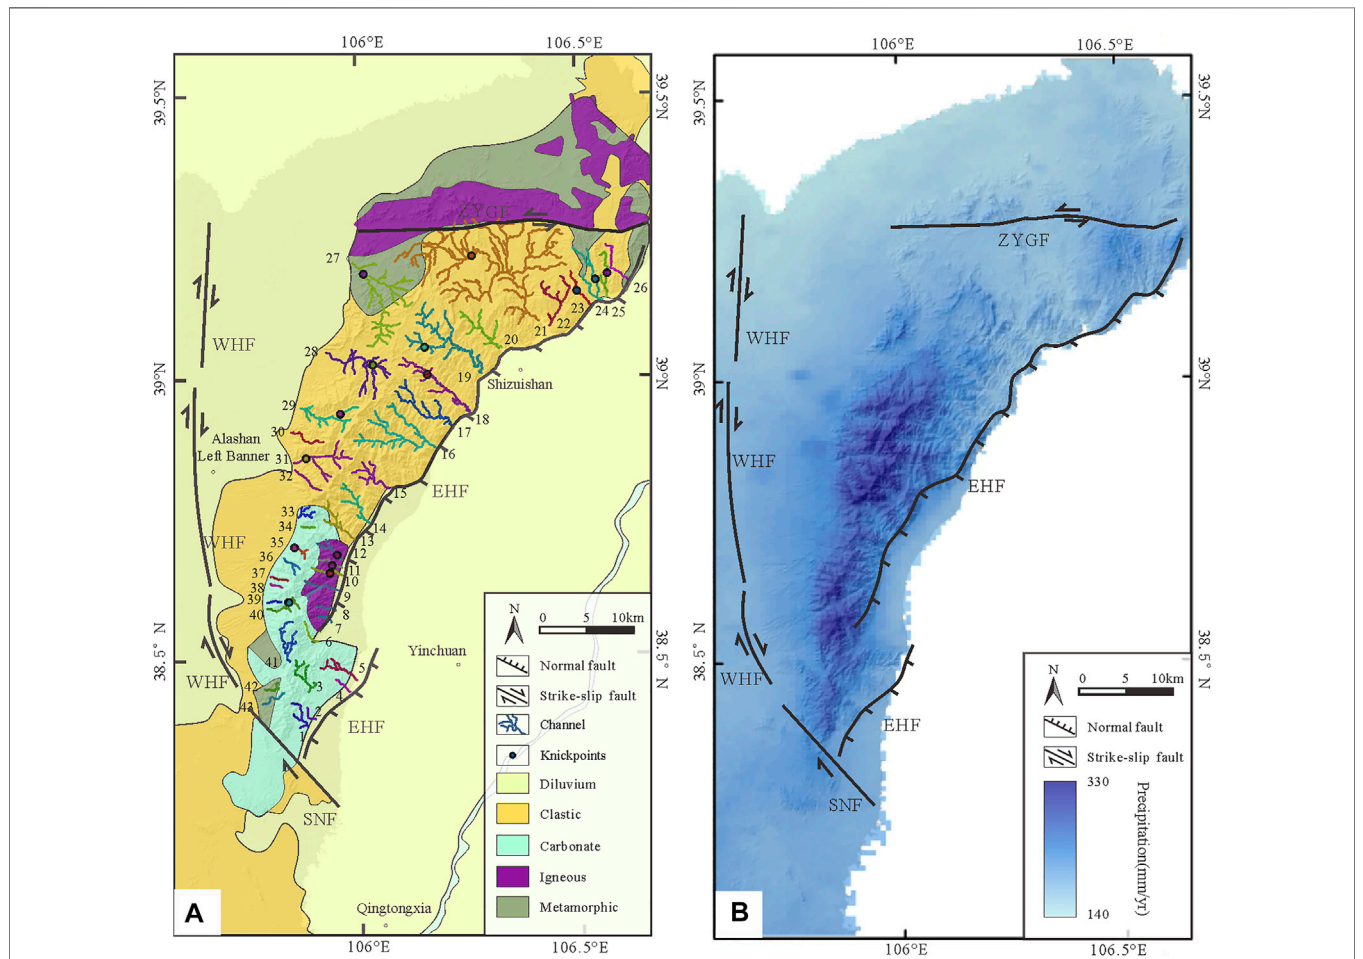 106°E
106.5°E
39.5°N
39.5°N
ZYGF
27
26
23
24
25
22
21
20
WHF
28
19
39°N
39°N
Shizuishan
29
18
17
30
Alashan
Left Banner
16
31
32
15
EHF
33
14
34
13
WHF
35
12
36
11
37
10
38
9
39
40
8
7
6
38.5°N
38.5°N
Yinchuan
41
5
42
3
WHF
4
43
2
EHF
1
SNF
Qingtongxia
N
0 5 10km
Normal fault
Strike-slip fault
Channel
Knickpoints
Diluvium
Clastic
Carbonate
Igneous
Metamorphic
A
106°E
106.5°E
106°E
106.5°E
39.5°N
39.5°N
ZYGF
WHF
39°N
39°N
WHF
EHF
38.5°N
38.5°N
WHF
EHF
SNF
N
0 5 10km
Normal fault
Strike-slip fault
330
Precipitation(mm/yr)
140
B
106°E
106.5°E